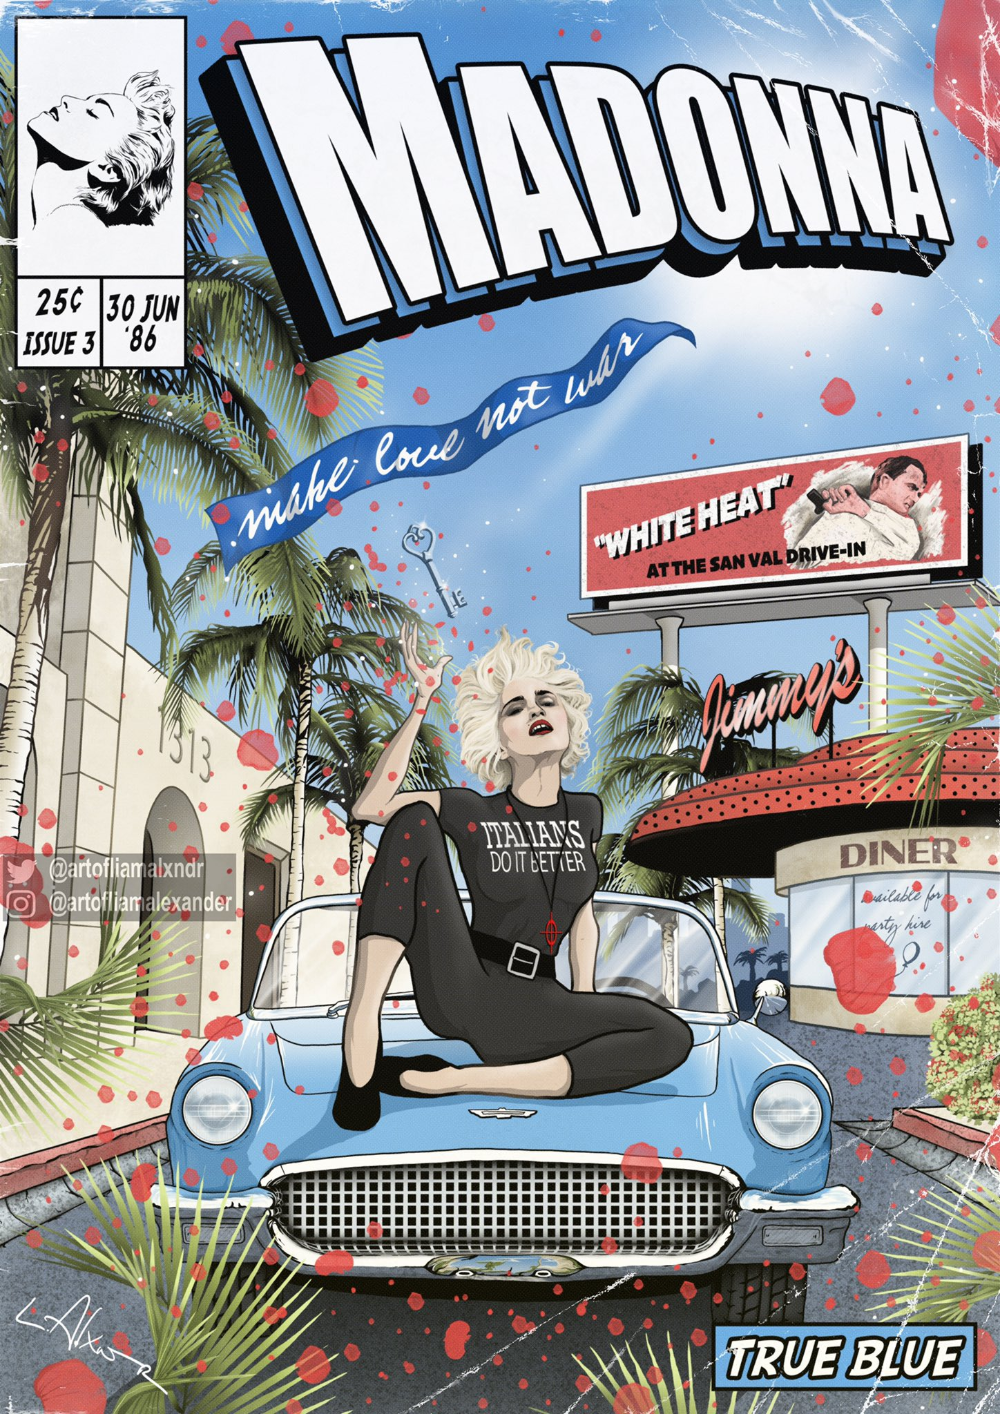 MADONNA
25¢
ISSUE 3
30 JUN
'86
make love not war
"WHITE HEAT"
AT THE SAN VAL DRIVE-IN
Jimmy's
1313
DINER
available for
party hire
ITALIANS
DO IT BETTER
@artofliamalxndr
@artofliamalexander
TRUE BLUE